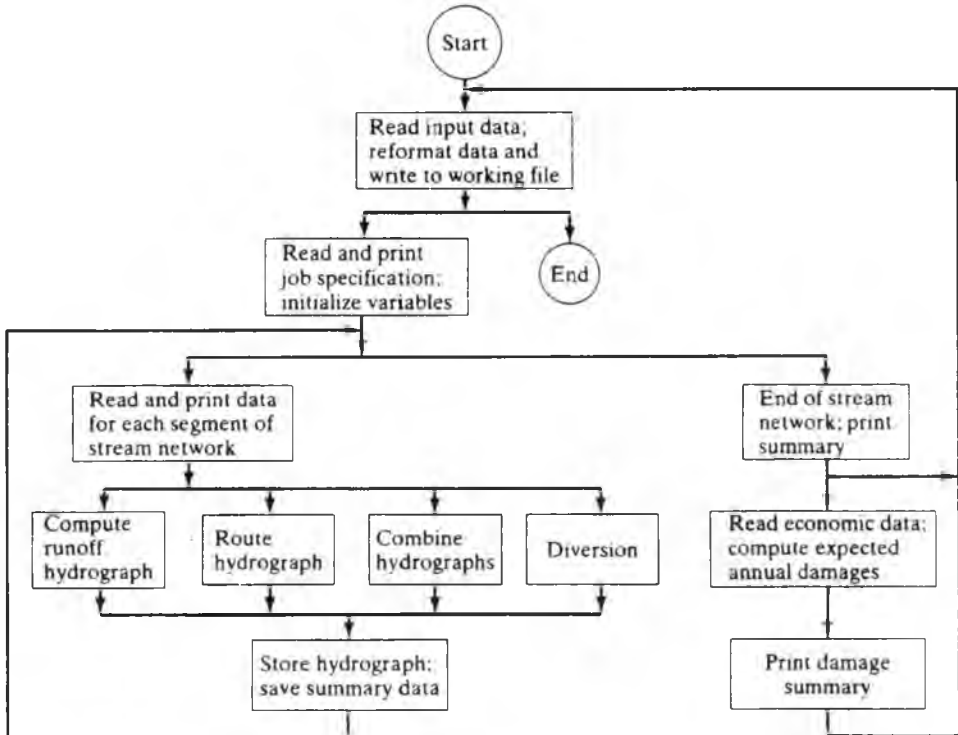 Start
Read input data;
reformat data and
write to working file
Read and print
job specification;
initialize variables
End
Read and print data
for each segment of
stream network
End of stream
network; print
summary
Compute
runoff
hydrograph
Route
hydrograph
Combine
hydrographs
Diversion
Read economic data;
compute expected
annual damages
Store hydrograph;
save summary data
Print damage
summary